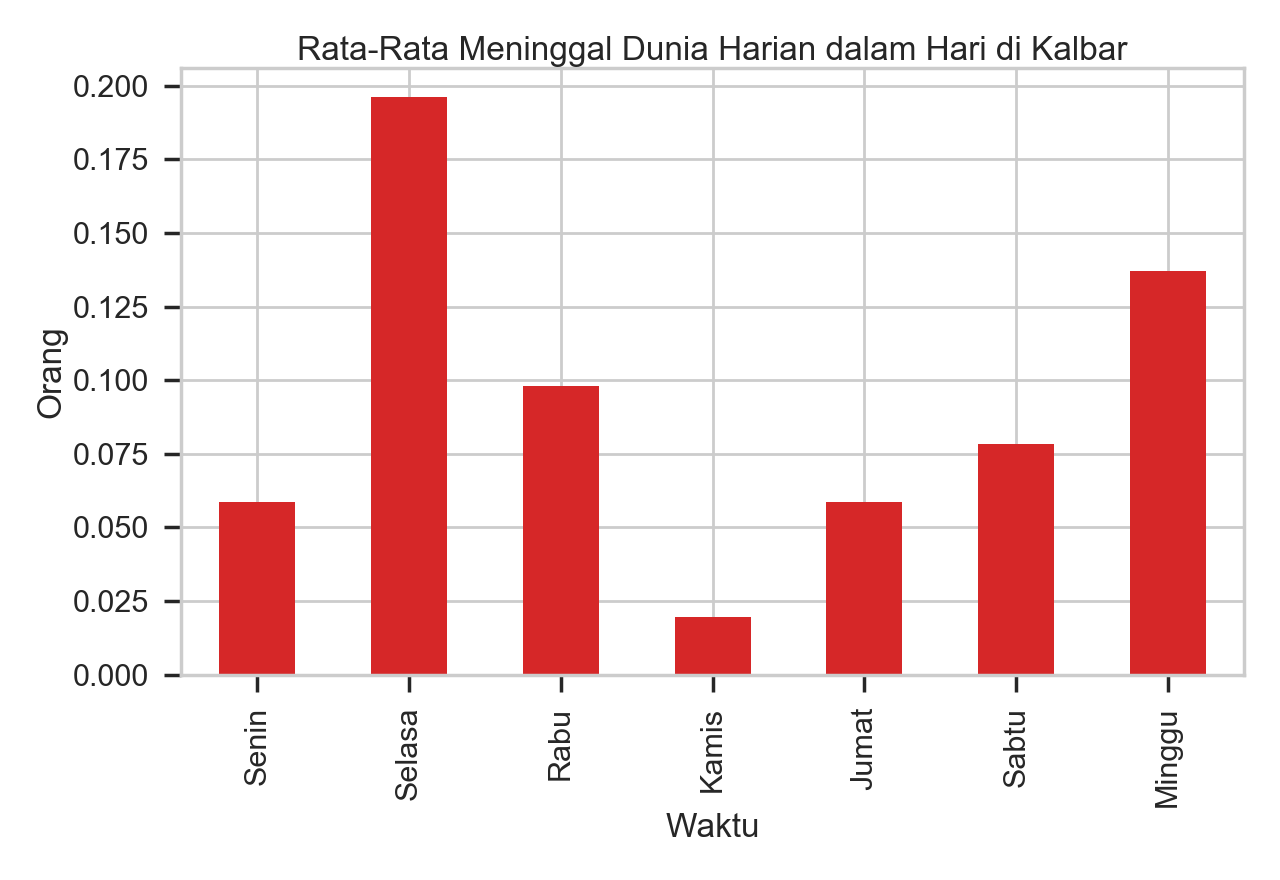 Rata-Rata Meninggal Dunia Harian dalam Hari di Kalbar
0.200
0.175
0.150
0.125
0.100
0.075
0.050
0.025
0.000
Orang
Senin
Selasa
Rabu
Kamis
Jumat
Sabtu
Minggu
Waktu